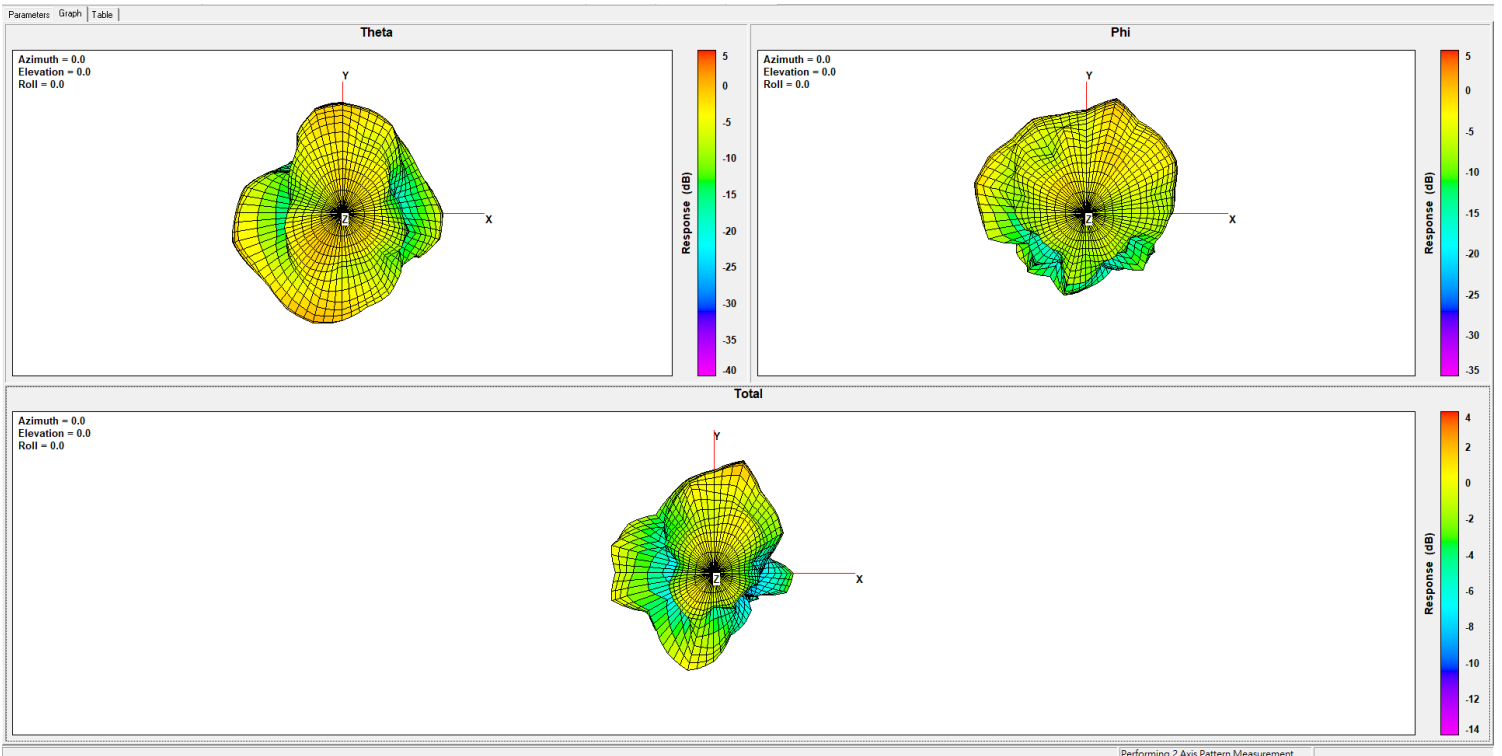 Parameters Graph Table
Theta
Azimuth = 0.0
Elevation = 0.0
Roll = 0.0
Y
X
Z
Response (dB)
5
0
-5
-10
-15
-20
-25
-30
-35
-40
Phi
Azimuth = 0.0
Elevation = 0.0
Roll = 0.0
Y
X
Z
Response (dB)
5
0
-5
-10
-15
-20
-25
-30
-35
Total
Azimuth = 0.0
Elevation = 0.0
Roll = 0.0
Y
X
Z
Response (dB)
4
2
0
-2
-4
-6
-8
-10
-12
-14
Performing 2 Axis Pattern Measurement